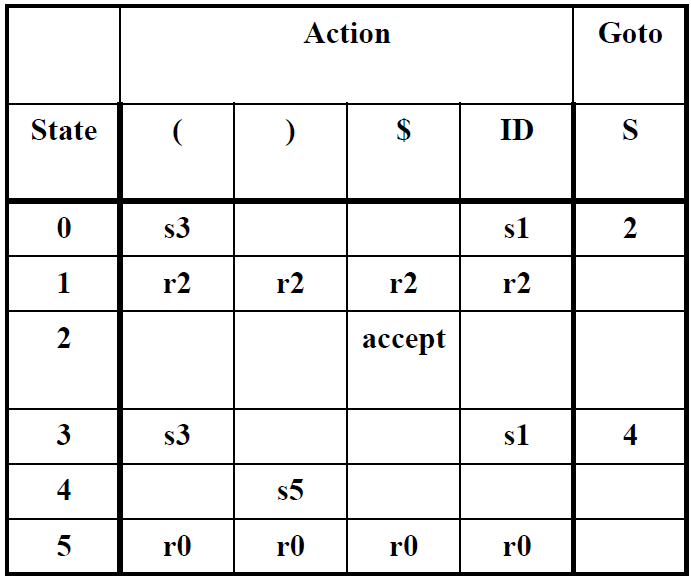 Action Goto
State ( ) $ ID S
0 s3 s1 2
1 r2 r2 r2 r2
2 accept
3 s3 s1 4
4 s5
5 r0 r0 r0 r0